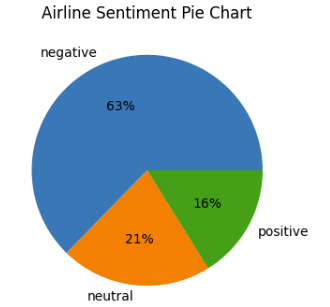 Airline Sentiment Pie Chart
negative
63%
16%
21%
positive
neutral